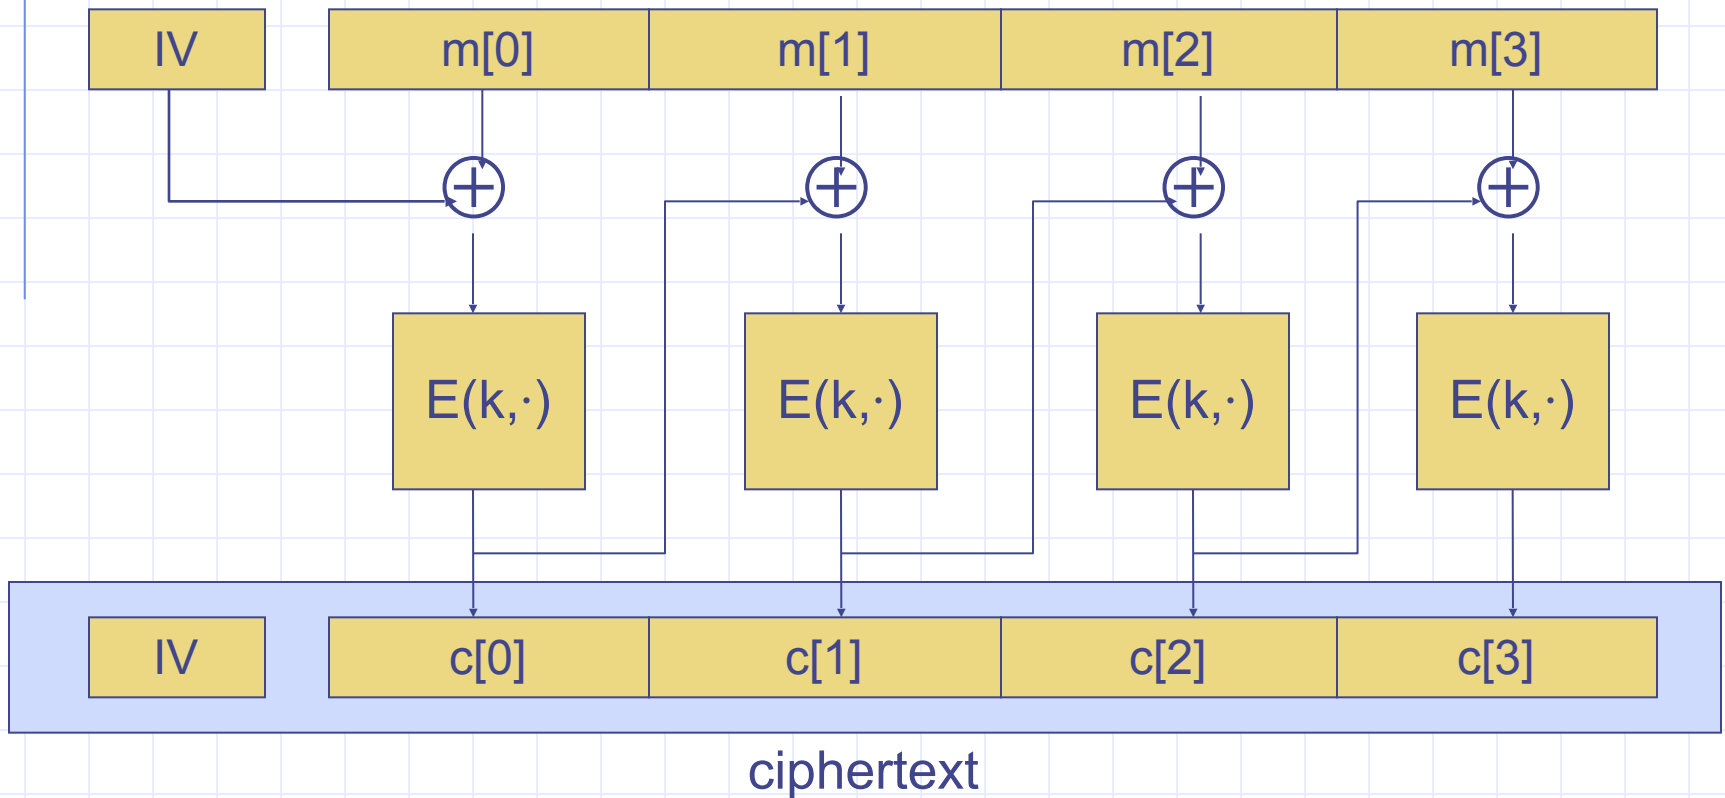 IV m[0] m[1] m[2] m[3]
E(k,·) E(k,·) E(k,·) E(k,·)
IV c[0] c[1] c[2] c[3]
ciphertext